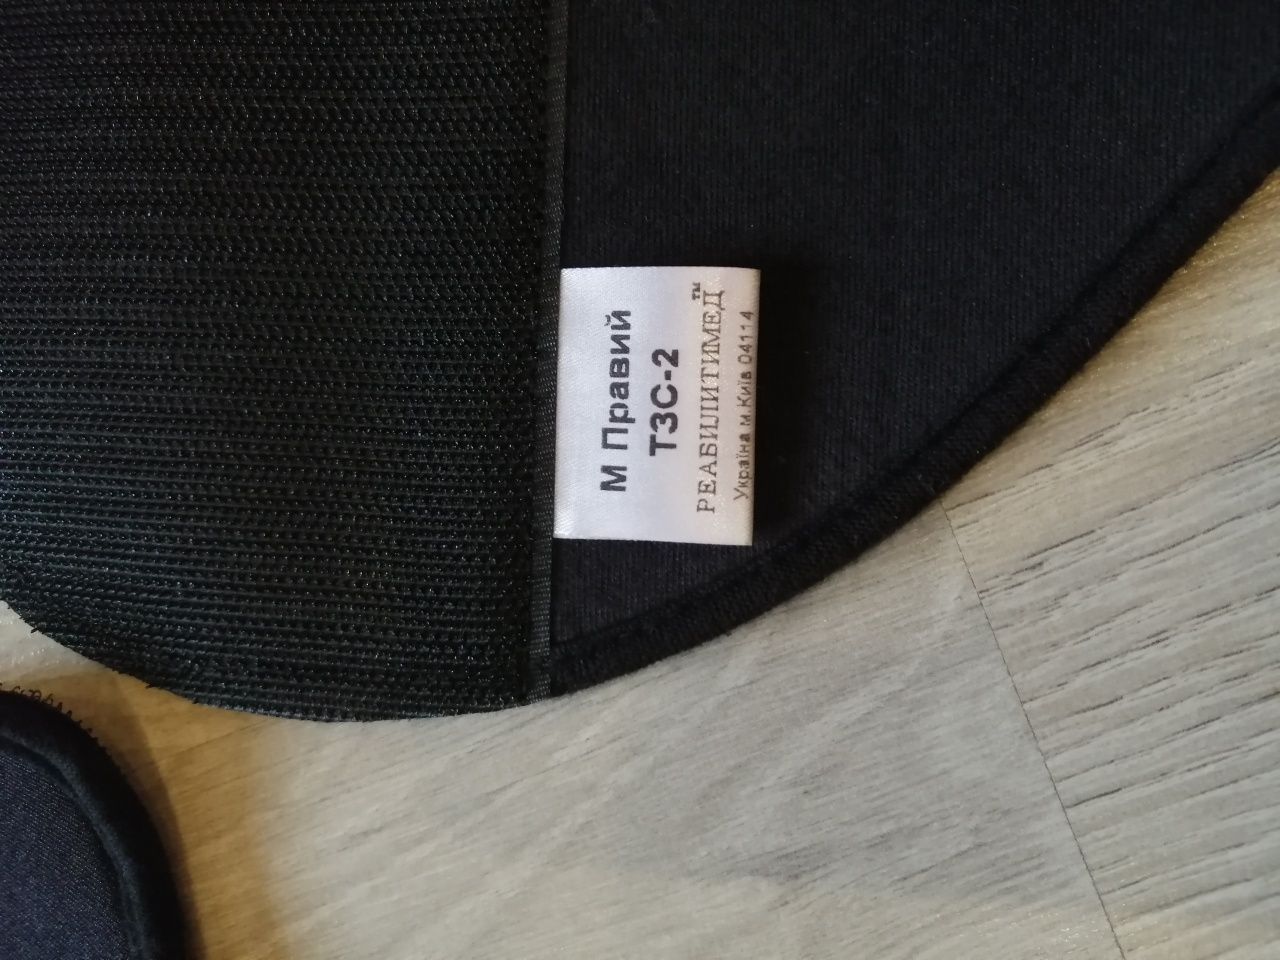 М Правий
ТЗС-2
РЕАБИЛИТИМЕД™
Україна м.Київ 04114